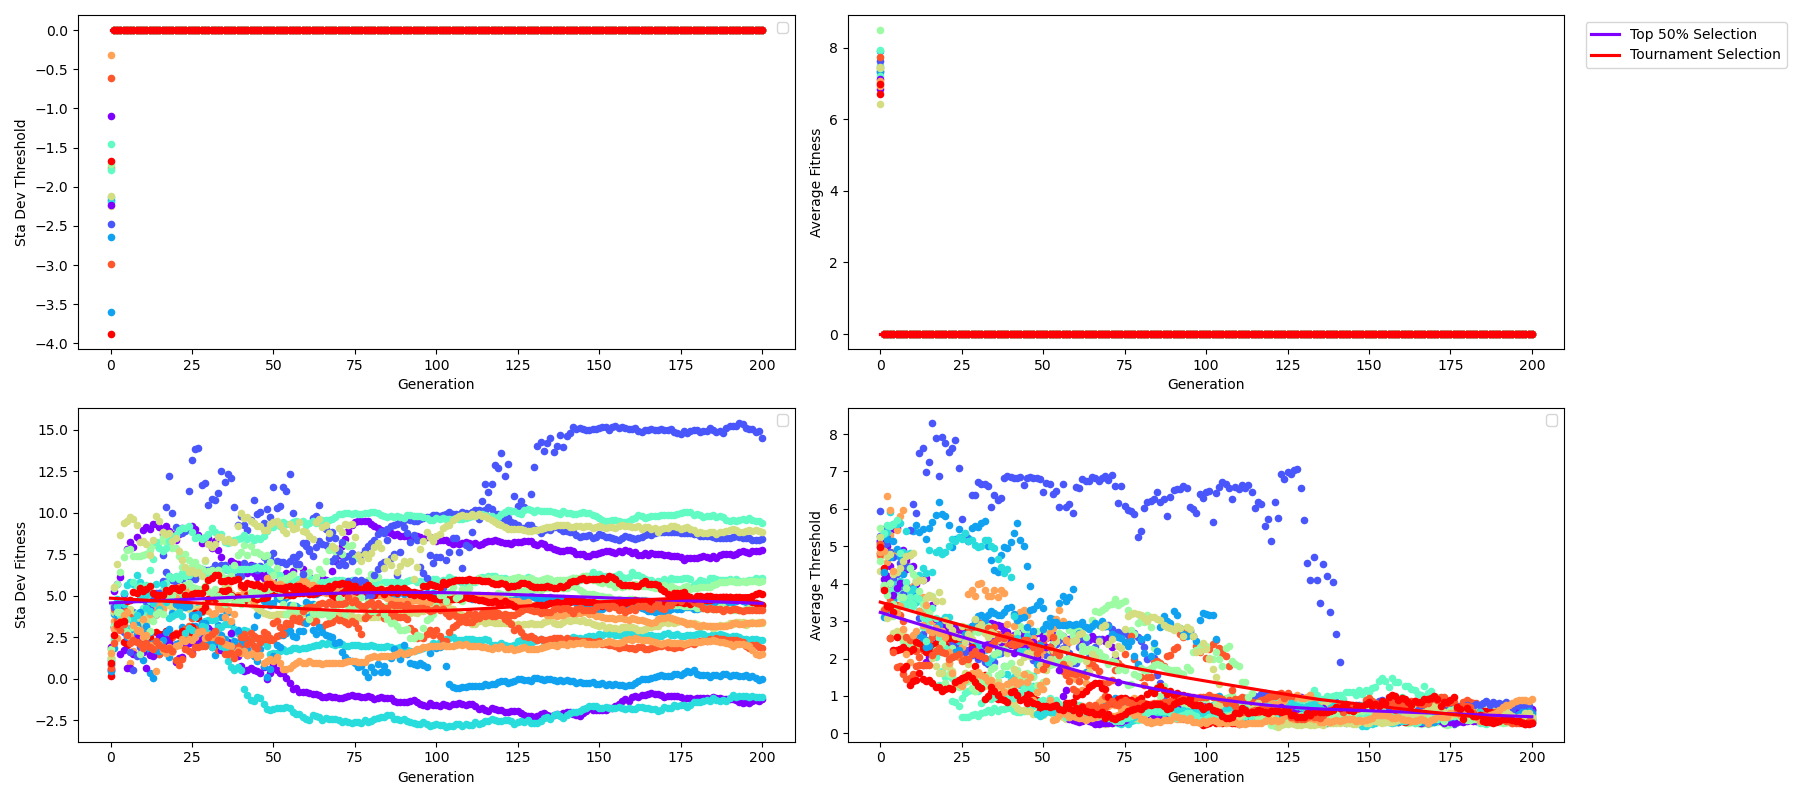 Sta Dev Threshold
0.0
−0.5
−1.0
−1.5
−2.0
−2.5
−3.0
−3.5
−4.0
0 25 50 75 100 125 150 175 200
Generation
Average Fitness
8
6
4
2
0
0 25 50 75 100 125 150 175 200
Generation
Top 50% Selection
Tournament Selection
Sta Dev Fitness
15.0
12.5
10.0
7.5
5.0
2.5
0.0
−2.5
0 25 50 75 100 125 150 175 200
Generation
Average Threshold
8
7
6
5
4
3
2
1
0
0 25 50 75 100 125 150 175 200
Generation